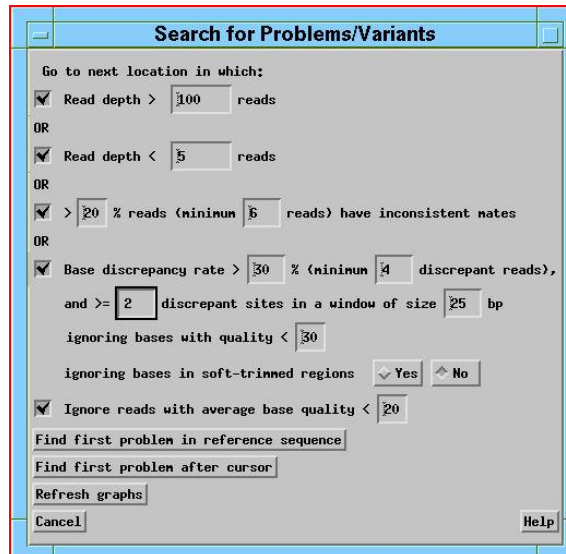 Search for Problems/Variants
Go to next location in which:
Read depth > 100 reads
OR
Read depth < 5 reads
OR
> 20 % reads (minimum 6 reads) have inconsistent mates
OR
Base discrepancy rate > 30 % (minimum 4 discrepant reads),
and >= 2 discrepant sites in a window of size 25 bp
ignoring bases with quality < 30
ignoring bases in soft-trimmed regions Yes No
Ignore reads with average base quality < 20
Find first problem in reference sequence
Find first problem after cursor
Refresh graphs
Cancel Help